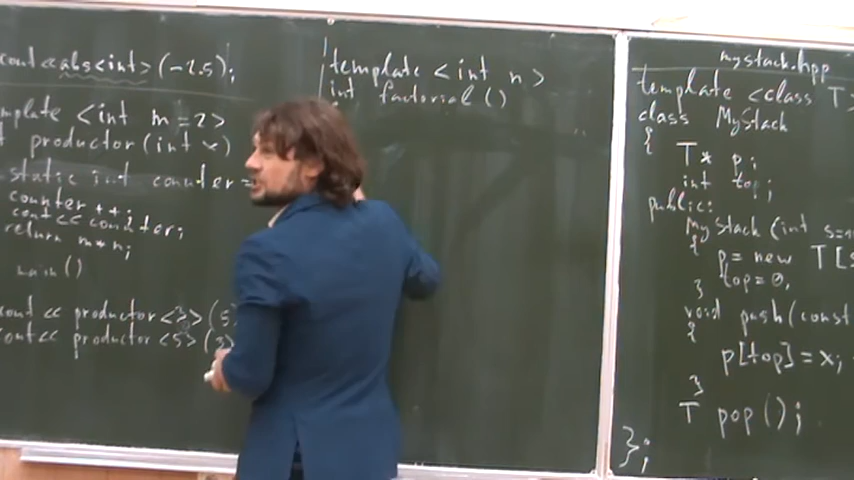 cout<<abs<int>(-2.5);
template <int m=2>
productor (int x)
static int counter =
counter++;
cout<<counter;
return m*n;
main()
cout << productor<3>(5
cout<< productor<5>(3)
template <int n>
int factorial ()
mystack.hpp
template <class T>
class MyStack
{
T* p;
int top;
public:
MyStack (int
{
p = new T[s
top=0;
}
void push(const
{
p[top]=x;
}
T pop();
};